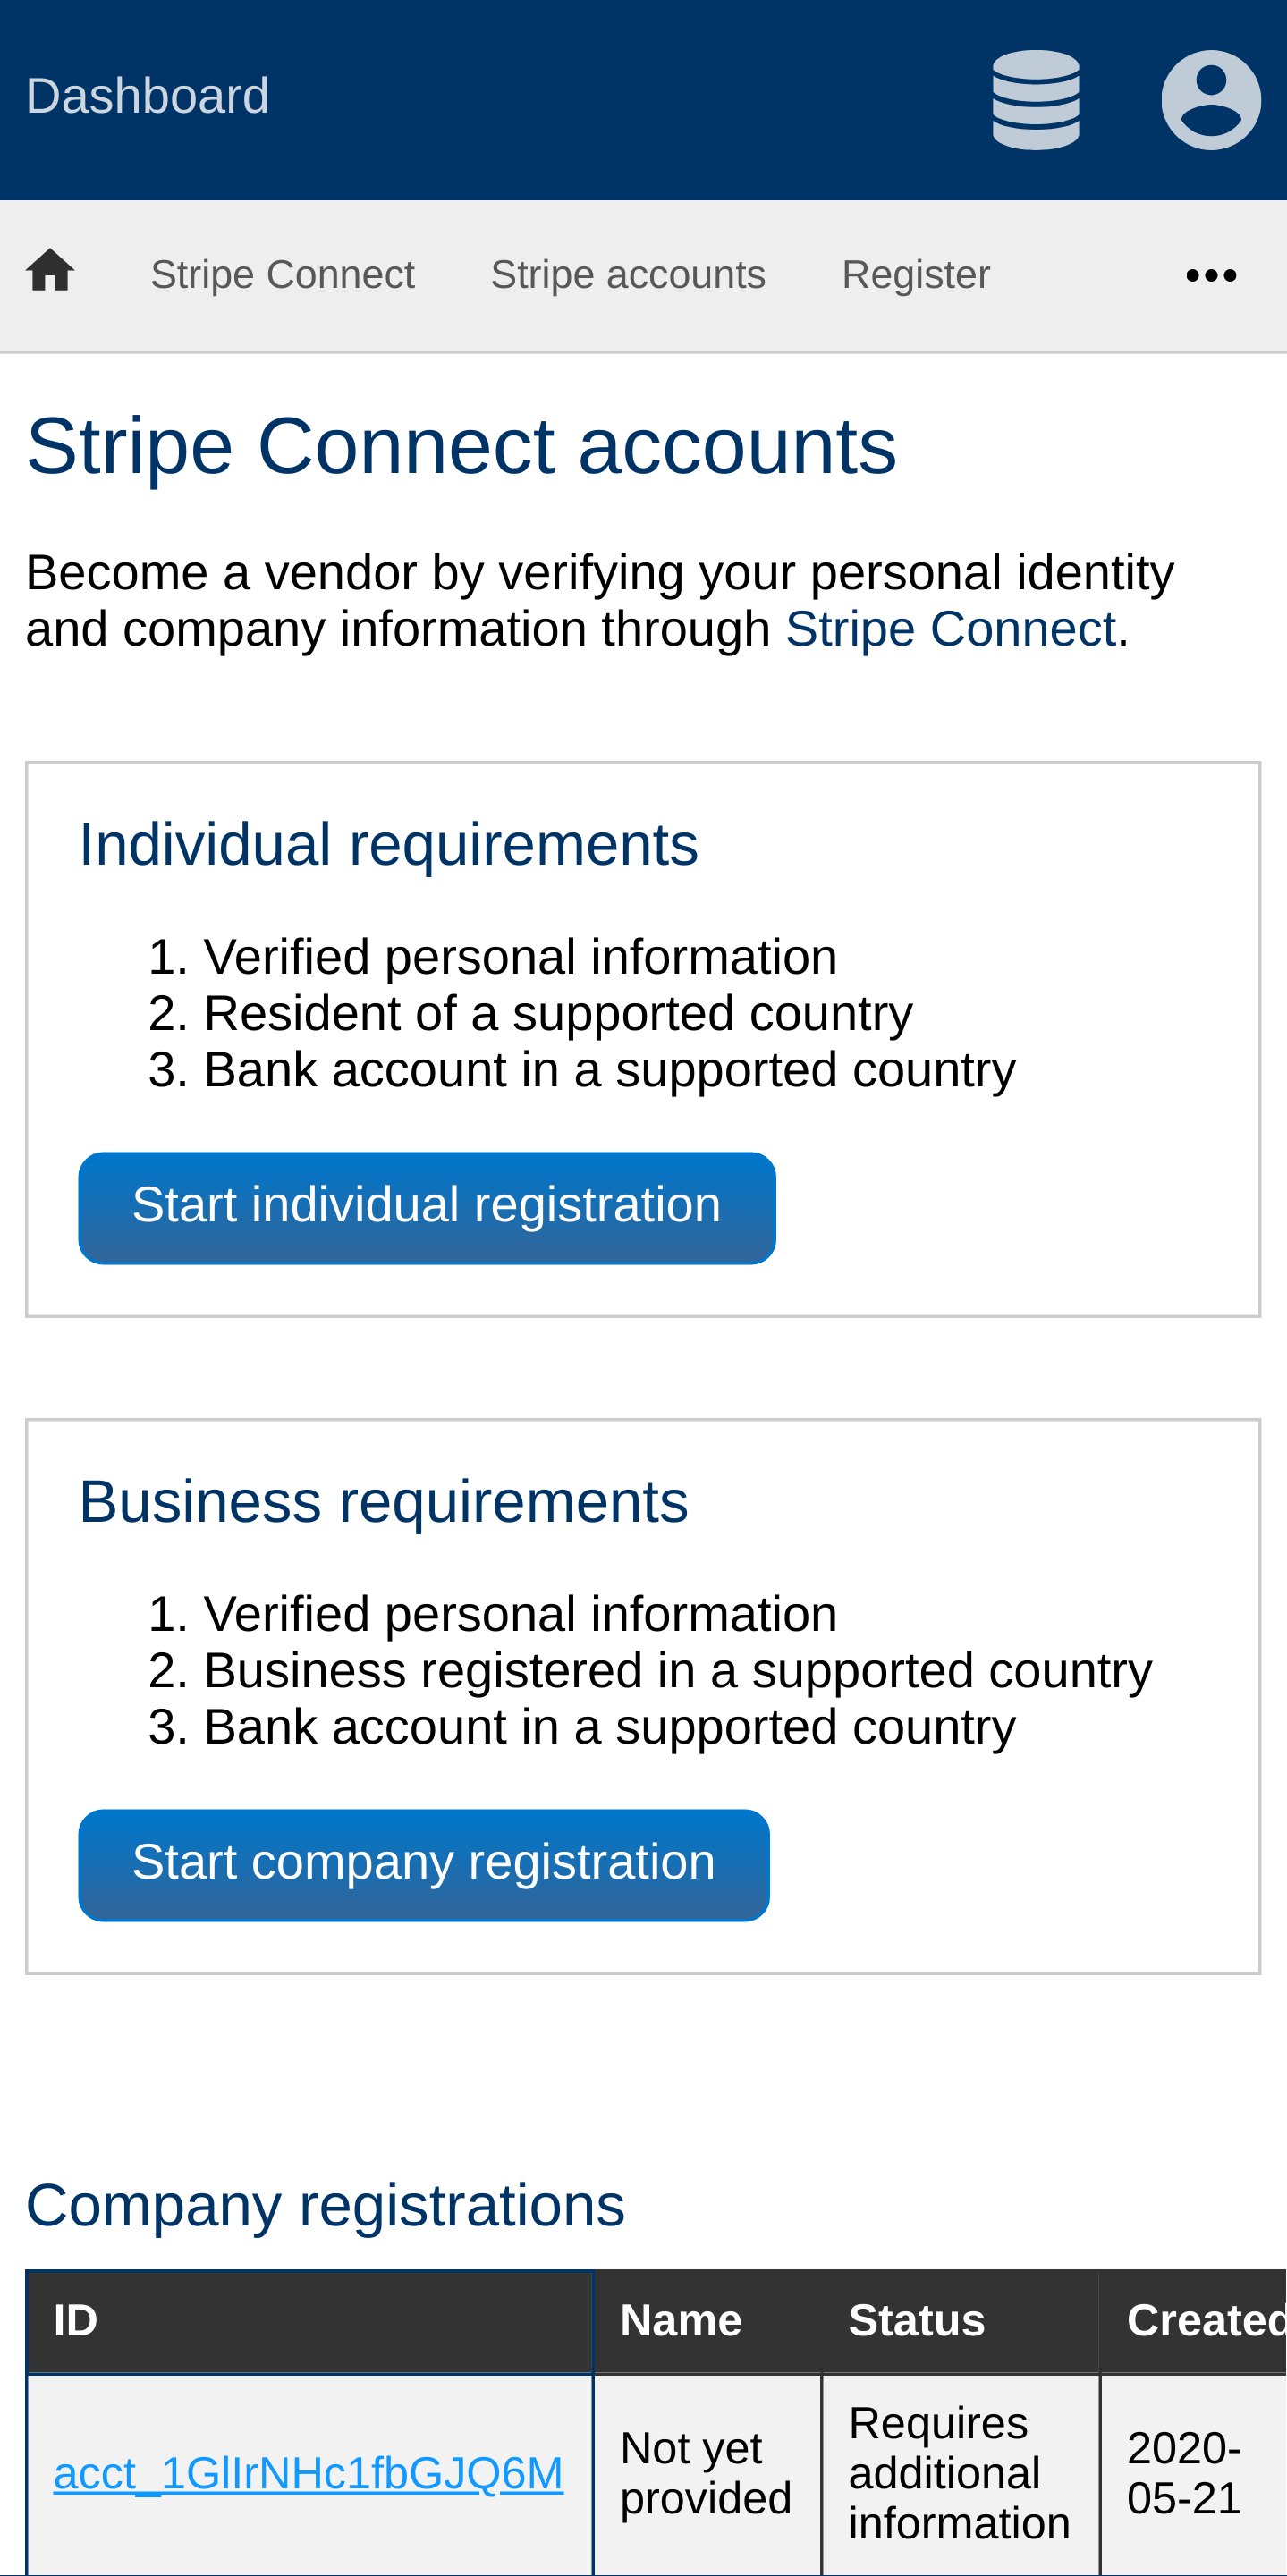 Dashboard
Stripe Connect Stripe accounts Register
Stripe Connect accounts
Become a vendor by verifying your personal identity
and company information through Stripe Connect.
Individual requirements
1. Verified personal information
2. Resident of a supported country
3. Bank account in a supported country
Start individual registration
Business requirements
1. Verified personal information
2. Business registered in a supported country
3. Bank account in a supported country
Start company registration
Company registrations
ID Name Status Created
acct_1GlIrNHc1fbGJQ6M
Not yet
provided
Requires
additional
information
2020-
05-21